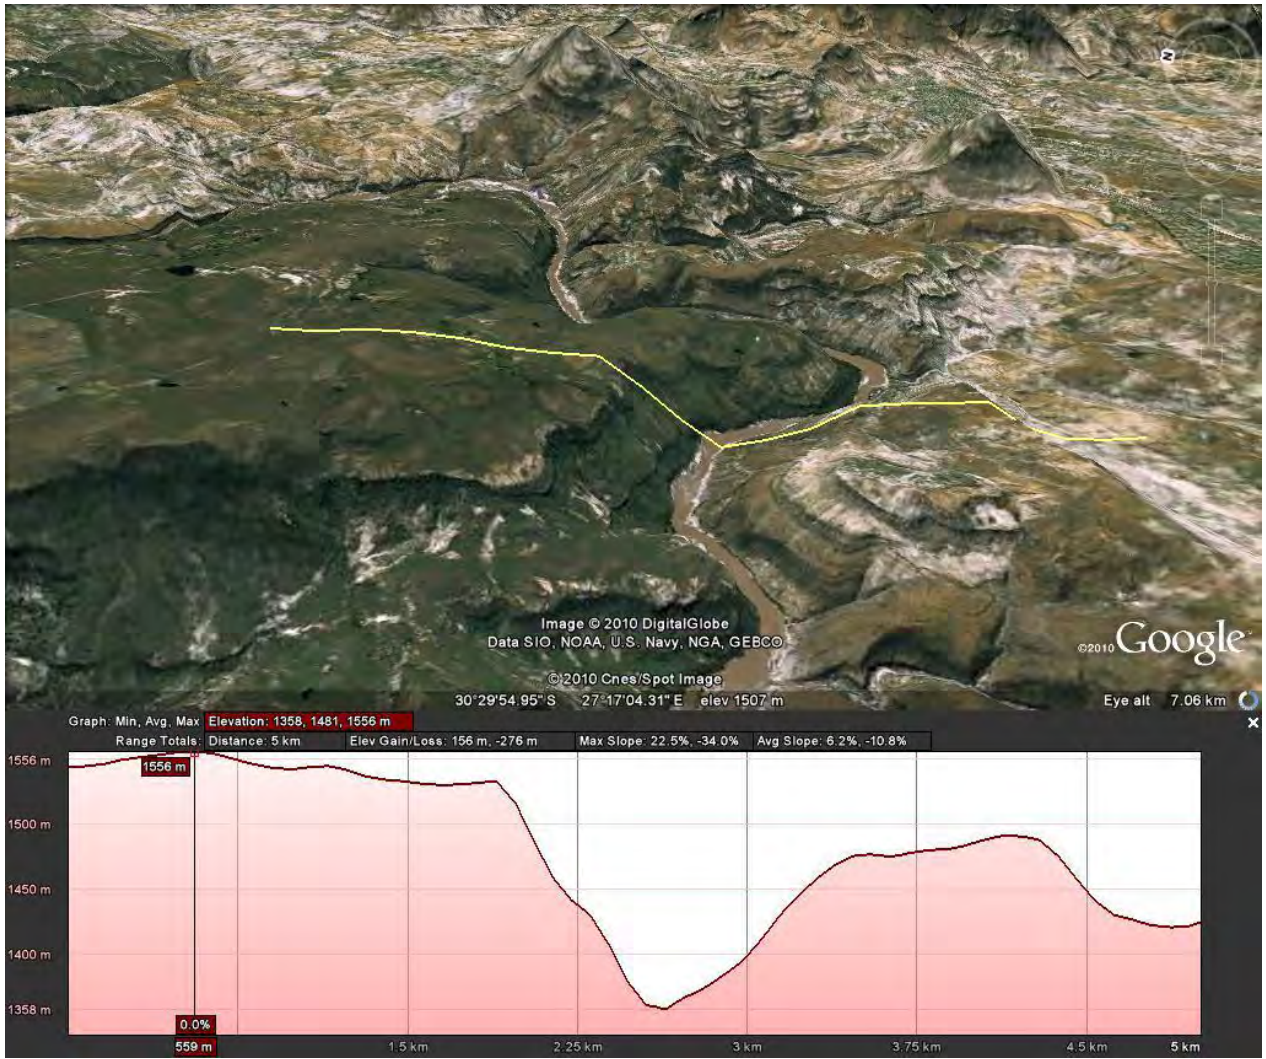 N
Image © 2010 DigitalGlobe
Data SIO, NOAA, U.S. Navy, NGA, GEBCO
©2010 Google
©2010 Cnes/Spot Image
30°29'54.95" S 27°17'04.31" E elev 1507 m Eye alt 7.06 km
Graph: Min, Avg, Max Elevation: 1358, 1481, 1556 m
Range Totals: Distance: 5 km Elev Gain/Loss: 156 m, -276 m Max Slope: 22.5%, -34.0% Avg Slope: 6.2%, -10.8%
1556 m
1556 m
1500 m
1450 m
1400 m
1358 m
0.0%
559 m 1.5 km 2.25 km 3 km 3.75 km 4.5 km 5 km